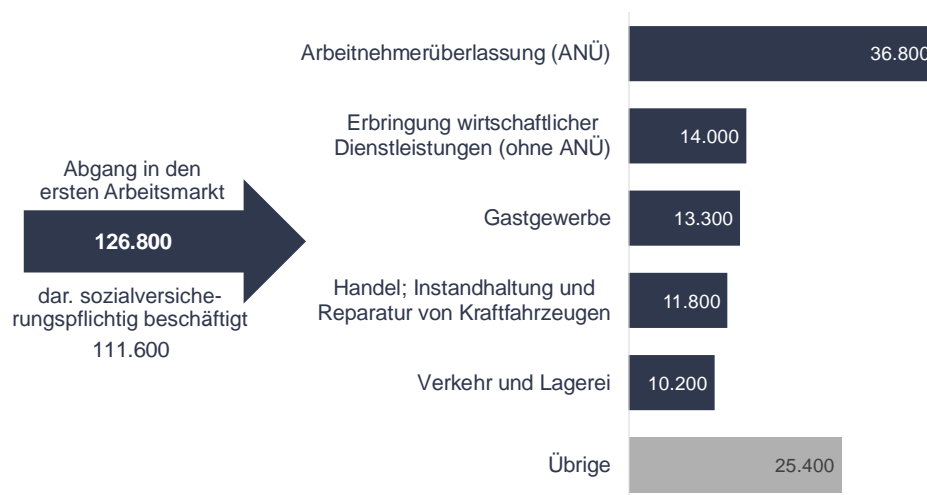 Abgang in den
ersten Arbeitsmarkt
126.800
dar. sozialversiche-
rungspflichtig beschäftigt
111.600
Arbeitnehmerüberlassung (ANÜ)
36.800
Erbringung wirtschaftlicher
Dienstleistungen (ohne ANÜ)
14.000
Gastgewerbe
13.300
Handel; Instandhaltung und
Reparatur von Kraftfahrzeugen
11.800
Verkehr und Lagerei
10.200
Übrige
25.400